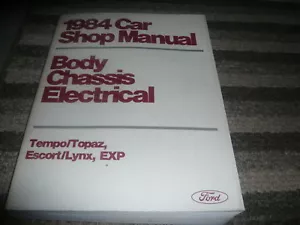 1984 Car
Shop Manual
Body
Chassis
Electrical
Tempo/Topaz,
Escort/Lynx, EXP
Ford